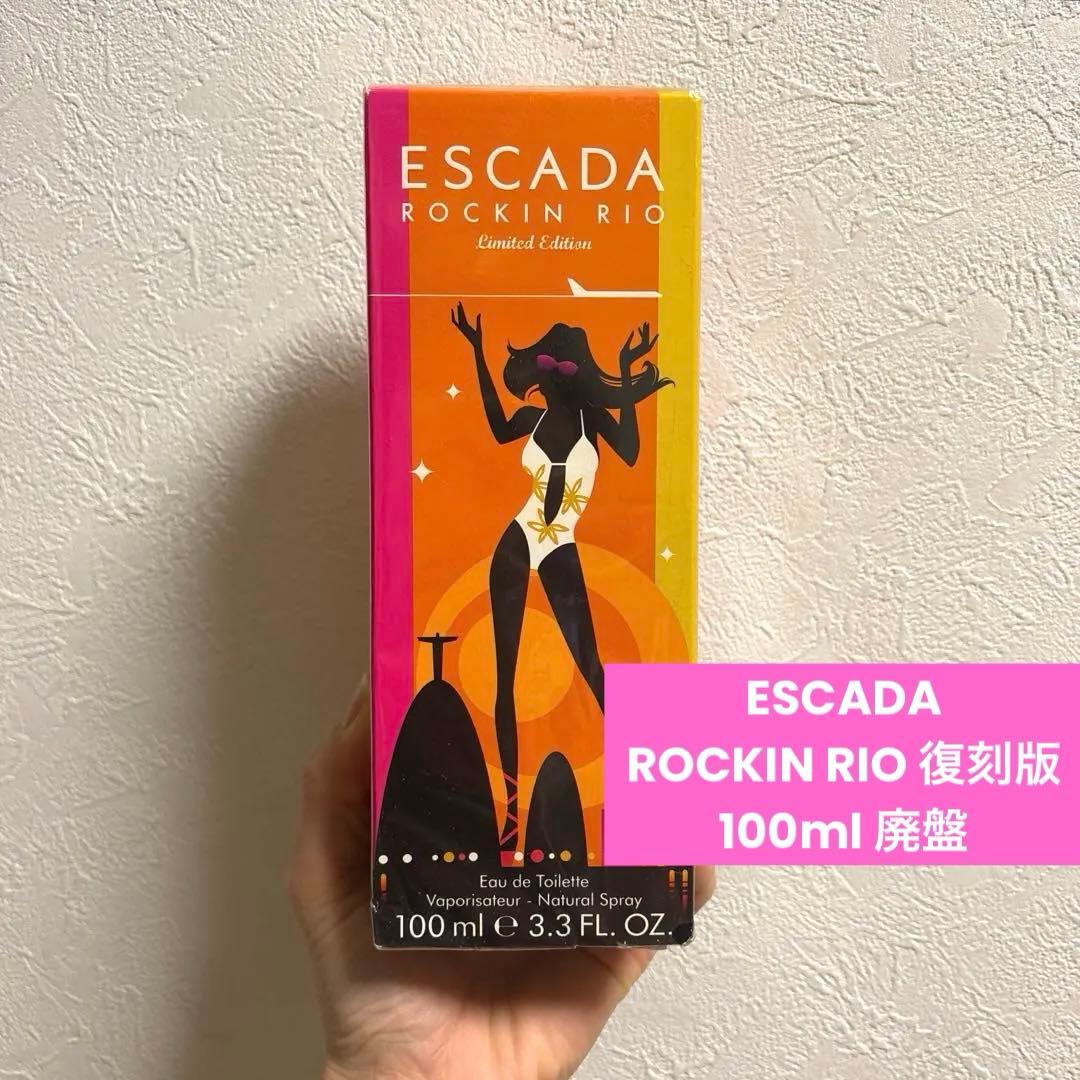 ESCADA
ROCKIN RIO
Limited Edition
ESCADA
ROCKIN RIO 復刻版
100ml 廃盤
Eau de Toilette
Vaporisateur - Natural Spray
100 ml ℮ 3.3 FL. OZ.